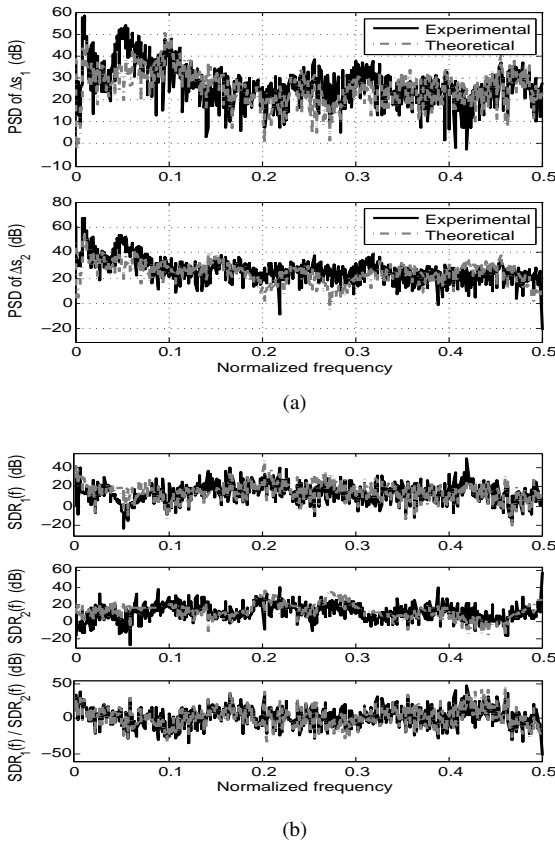 60
50
40
30
20
10
0
−10
0 0.1 0.2 0.3 0.4 0.5
PSD of Δs1 (dB)
Experimental
Theoretical
60
40
20
0
−20
0 0.1 0.2 0.3 0.4 0.5
PSD of Δs2 (dB)
Experimental
Theoretical
Normalized frequency
(a)
40
20
0
−20
0 0.1 0.2 0.3 0.4 0.5
SDR1(f) (dB)
60
40
20
0
−20
0 0.1 0.2 0.3 0.4 0.5
SDR2(f) (dB)
50
0
−50
0 0.1 0.2 0.3 0.4 0.5
SDR1(f) / SDR2(f) (dB)
Normalized frequency
(b)